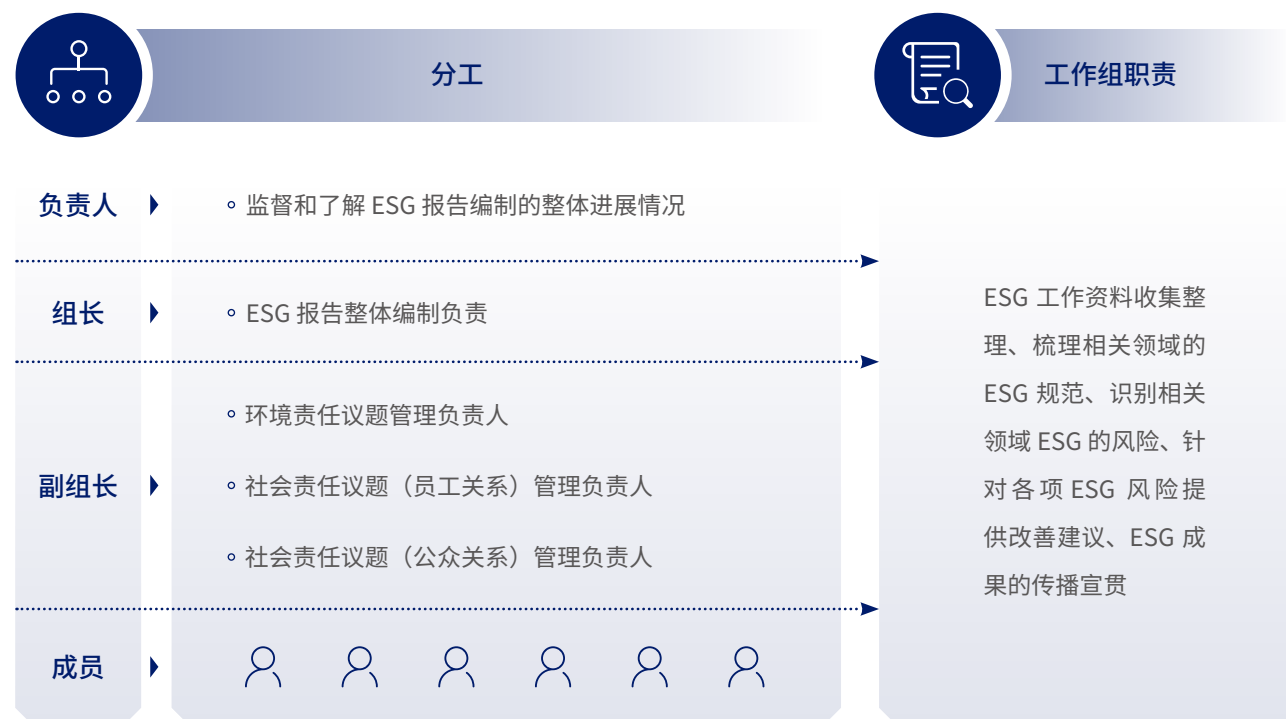 分工
工作组职责
负责人
监督和了解 ESG 报告编制的整体进展情况
组长
ESG 报告整体编制负责
副组长
环境责任议题管理负责人
社会责任议题（员工关系）管理负责人
社会责任议题（公众关系）管理负责人
成员
ESG 工作资料收集整
理、梳理相关领域的
ESG 规范、识别相关
领域 ESG 的风险、针
对各项 ESG 风险提
供改善建议、ESG 成
果的传播宣贯